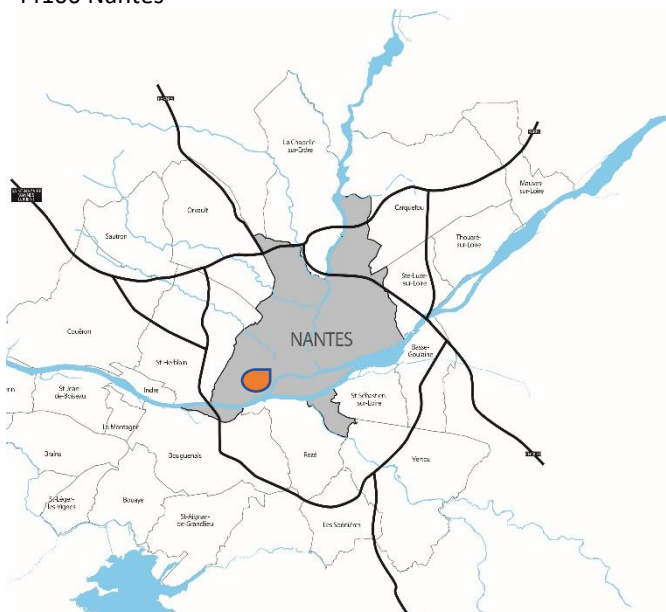 44100 Nantes
La Chapelle
sur-Erdre
Mauves-
sur-Loire
Carquefou
Orvault
Thouaré-
sur-Loire
Sautron
Ste-Luce-
sur-Loire
NANTES
Couëron
Basse-
Goulaine
St-Herblain
Indre
St Jean
de-Boiseau
St Sébastien
sur-Loire
La Montagne
Brains
Bouguenais
Rezé
Vertou
St-Léger-
les-Vignes
Bouaye
St-Aignan-
de-Grandlieu
Les Sorinières